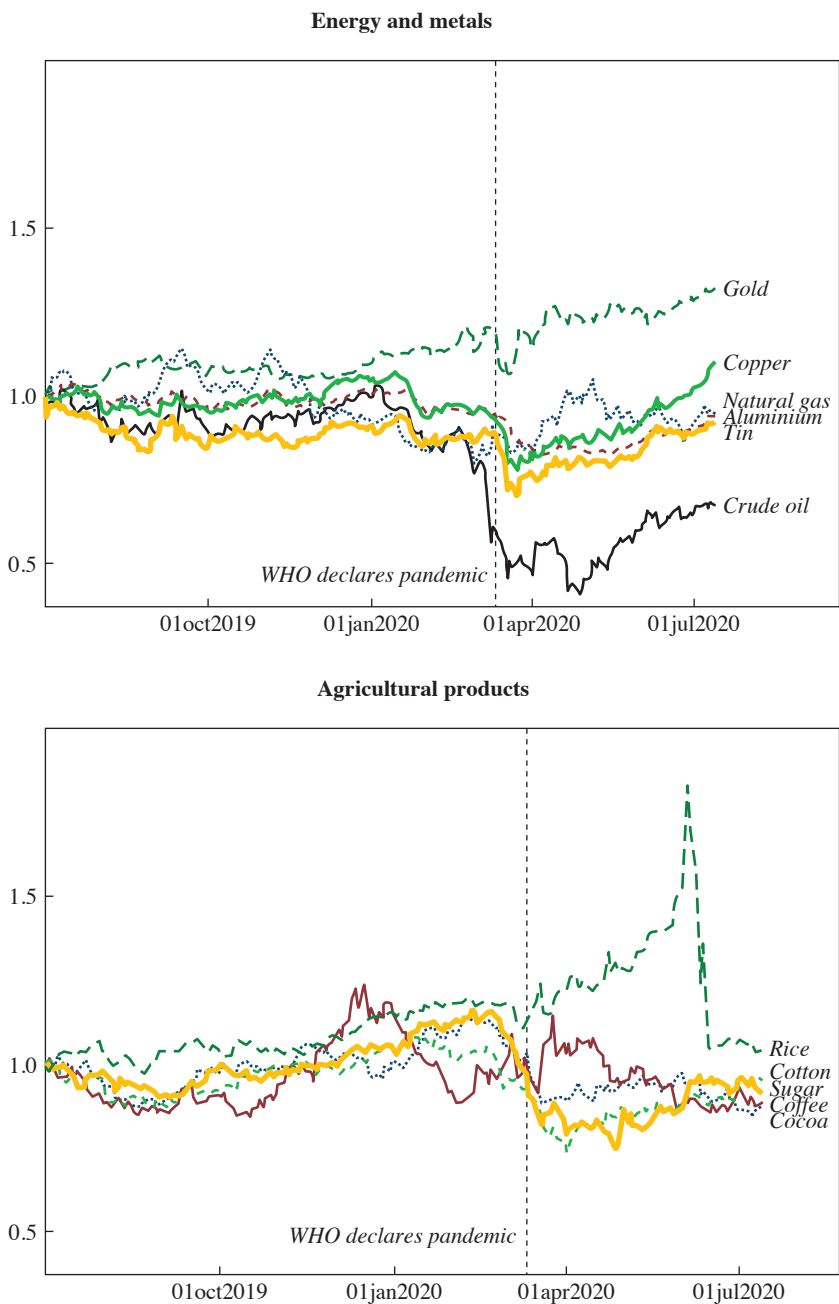 Energy and metals
1.5
1.0
0.5
Gold
Copper
Natural gas
Aluminium
Tin
Crude oil
WHO declares pandemic
01oct2019 01jan2020 01apr2020 01jul2020
Agricultural products
1.5
1.0
0.5
Rice
Cotton
Sugar
Coffee
Cocoa
WHO declares pandemic
01oct2019 01jan2020 01apr2020 01jul2020